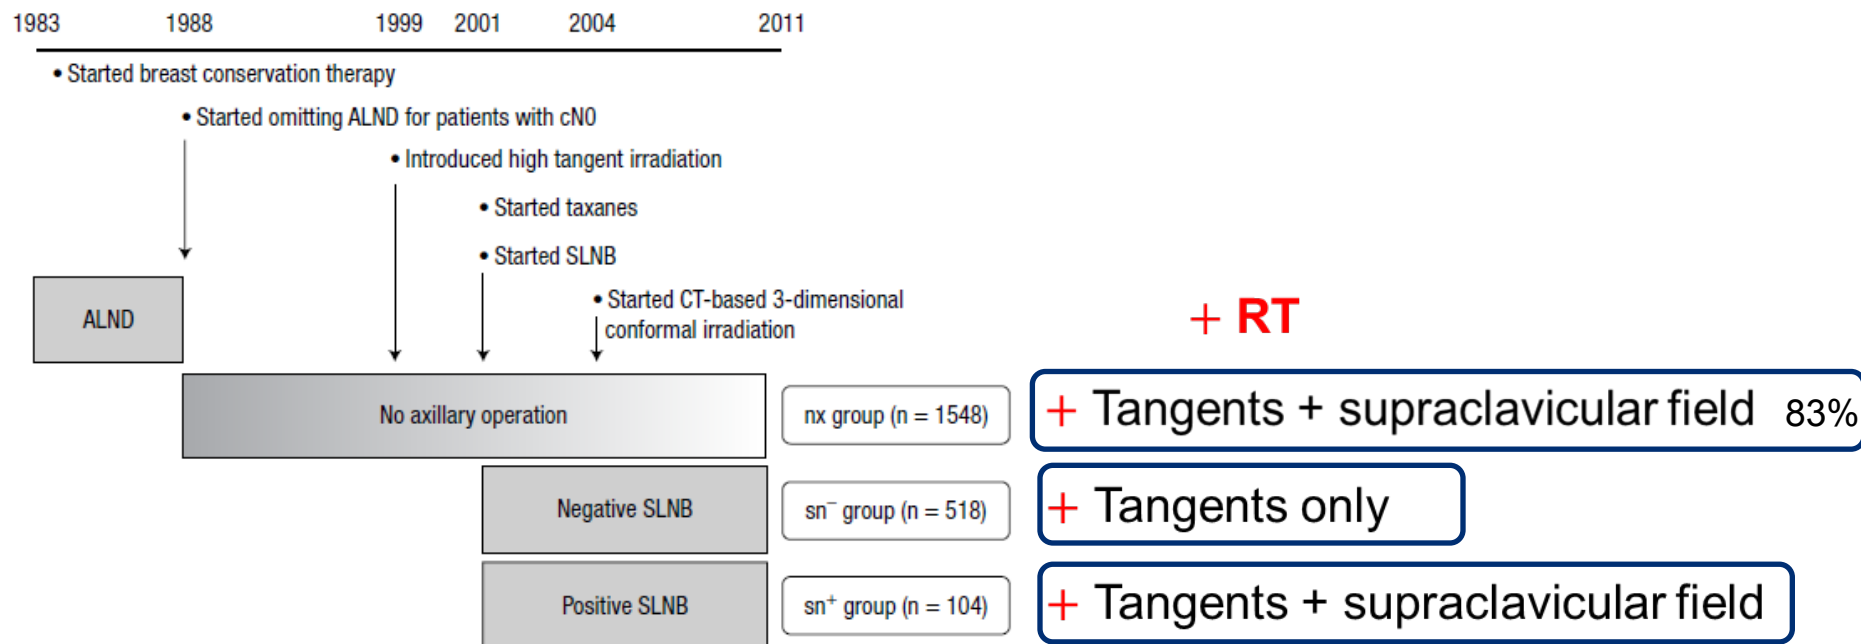 1983 1988 1999 2001 2004 2011
• Started breast conservation therapy
• Started omitting ALND for patients with cN0
• Introduced high tangent irradiation
• Started taxanes
• Started SLNB
• Started CT-based 3-dimensional
conformal irradiation
ALND
+ RT
No axillary operation
nx group (n = 1548)
+ Tangents + supraclavicular field 83%
Negative SLNB
sn⁻ group (n = 518)
+ Tangents only
Positive SLNB
sn⁺ group (n = 104)
+ Tangents + supraclavicular field